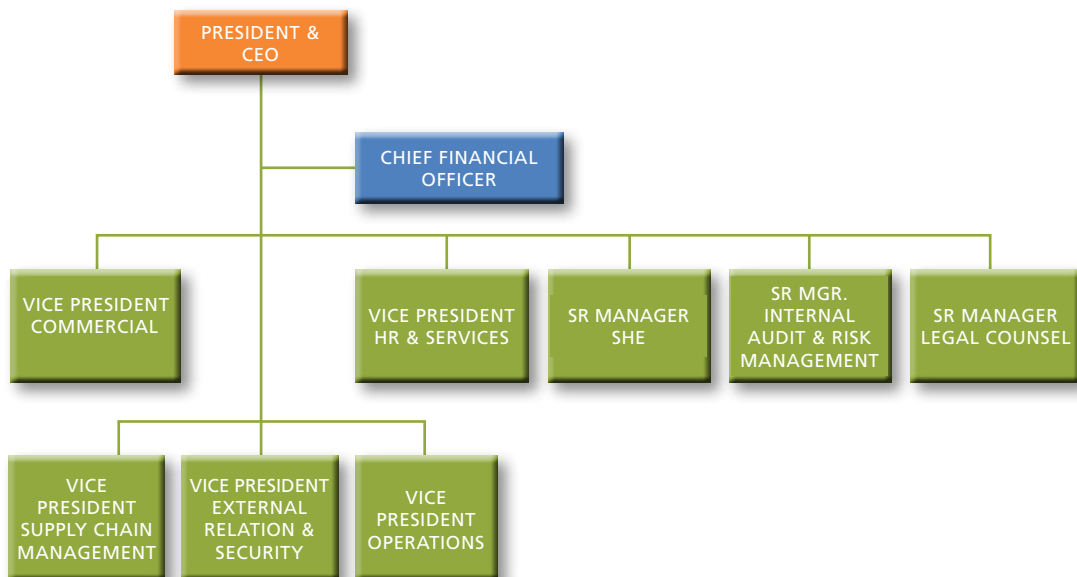 PRESIDENT &
CEO
CHIEF FINANCIAL
OFFICER
VICE PRESIDENT
COMMERCIAL
VICE PRESIDENT
HR & SERVICES
SR MANAGER
SHE
SR MGR.
INTERNAL
AUDIT & RISK
MANAGEMENT
SR MANAGER
LEGAL COUNSEL
VICE
PRESIDENT
SUPPLY CHAIN
MANAGEMENT
VICE PRESIDENT
EXTERNAL
RELATION &
SECURITY
VICE
PRESIDENT
OPERATIONS